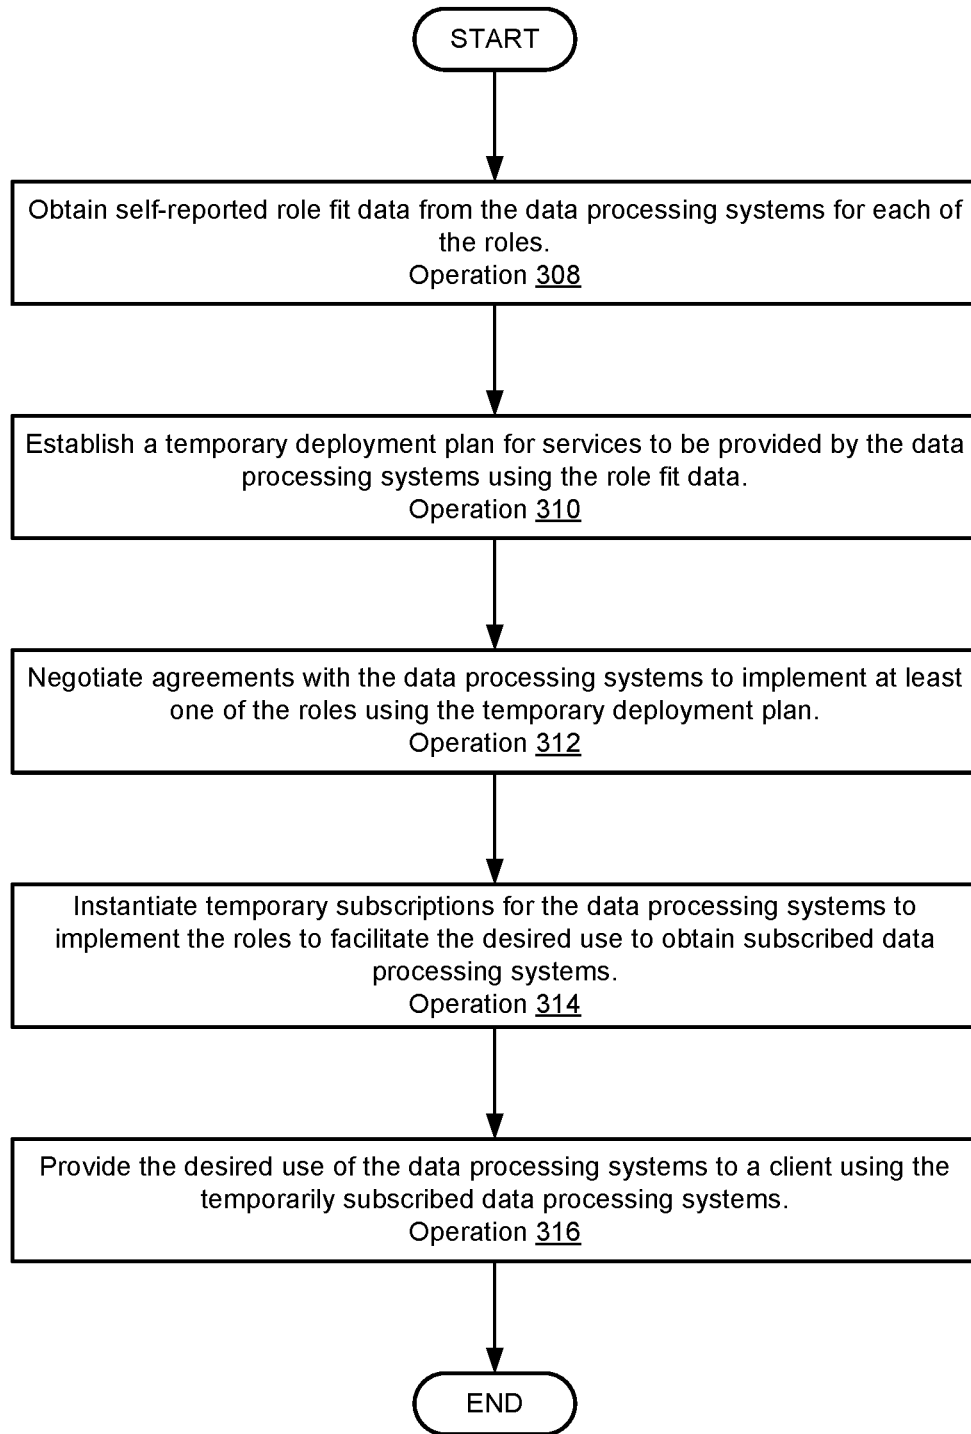 START
Obtain self-reported role fit data from the data processing systems for each of
the roles.
Operation 308
Establish a temporary deployment plan for services to be provided by the data
processing systems using the role fit data.
Operation 310
Negotiate agreements with the data processing systems to implement at least
one of the roles using the temporary deployment plan.
Operation 312
Instantiate temporary subscriptions for the data processing systems to
implement the roles to facilitate the desired use to obtain subscribed data
processing systems.
Operation 314
Provide the desired use of the data processing systems to a client using the
temporarily subscribed data processing systems.
Operation 316
END